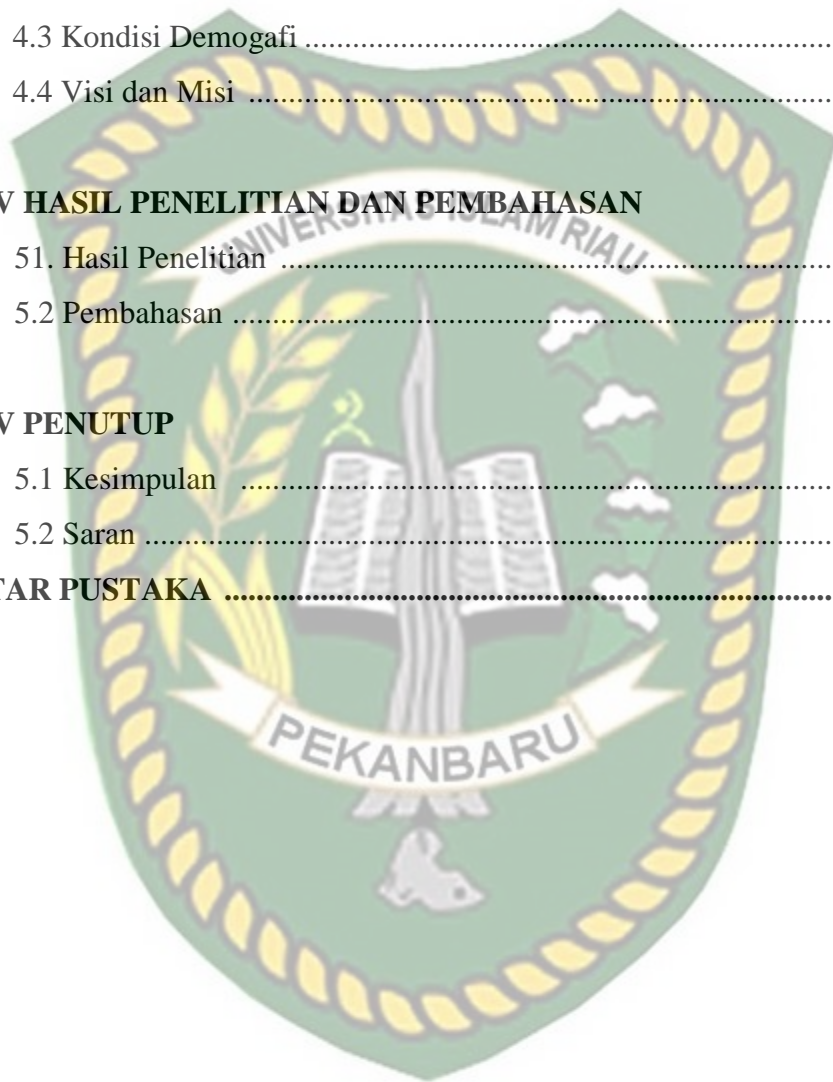 4.3 Kondisi Demogafi ..............................................................
4.4 Visi dan Misi ......................................................................
V HASIL PENELITIAN DAN PEMBAHASAN
UNIVERSITAS ISLAM RIAU
51. Hasil Penelitian ..................................................................
5.2 Pembahasan ........................................................................
V PENUTUP
5.1 Kesimpulan .......................................................................
5.2 Saran ...................................................................................
TAR PUSTAKA .........................................................................
PEKANBARU